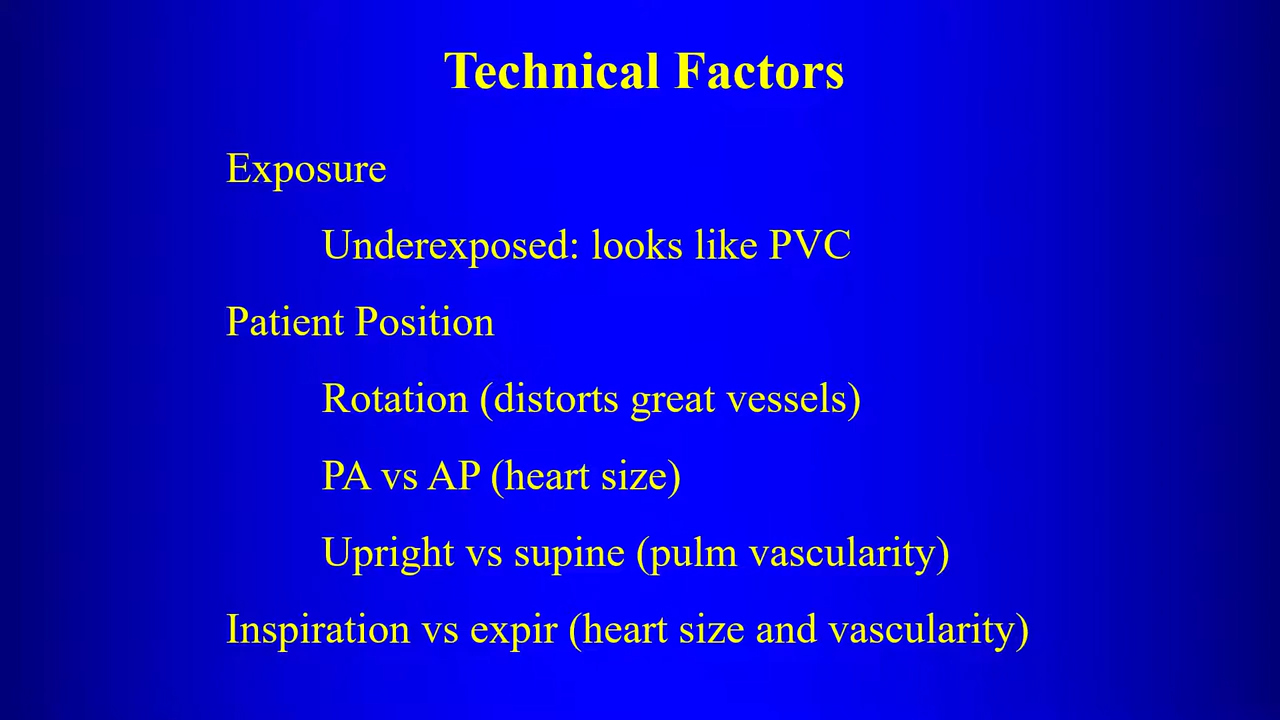 Technical Factors
Exposure
Underexposed: looks like PVC
Patient Position
Rotation (distorts great vessels)
PA vs AP (heart size)
Upright vs supine (pulm vascularity)
Inspiration vs expir (heart size and vascularity)